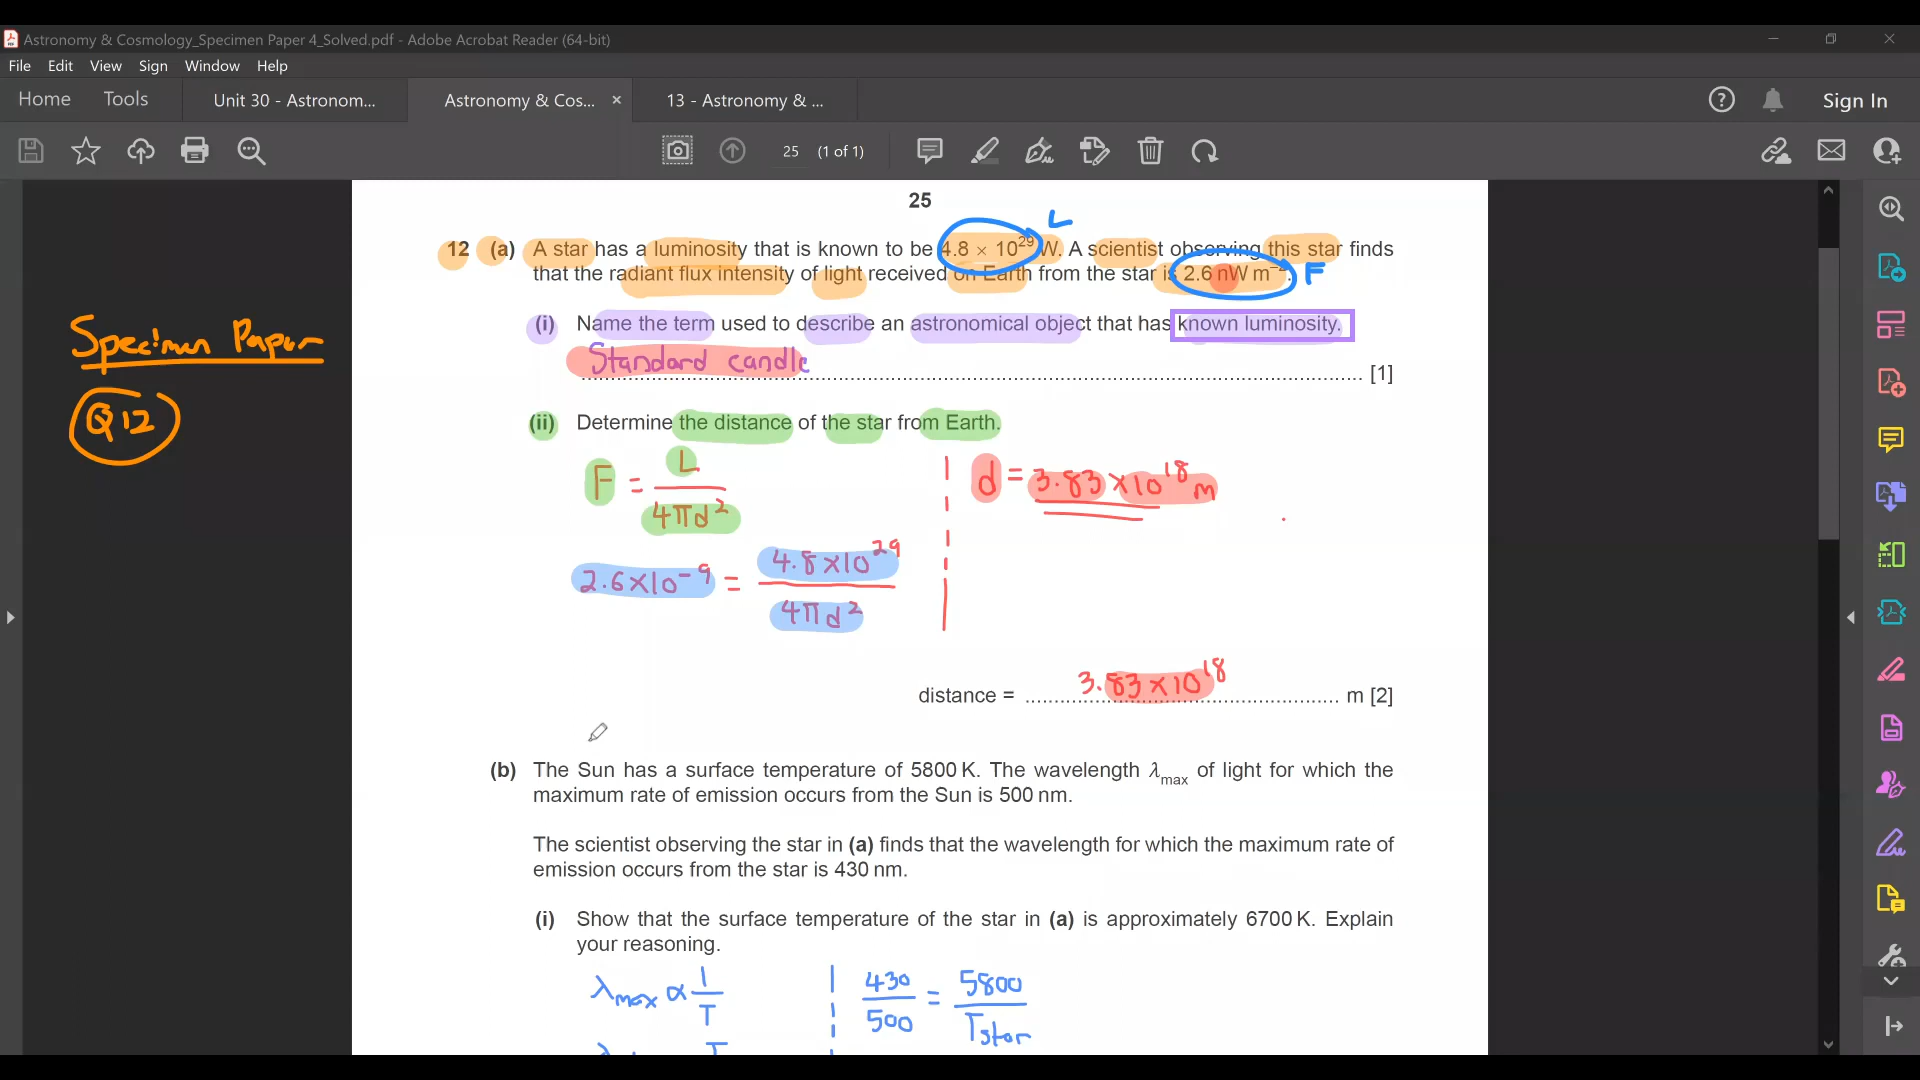 Astronomy & Cosmology_Specimen Paper 4_Solved.pdf - Adobe Acrobat Reader (64-bit)
File Edit View Sign Window Help
Home Tools Unit 30 - Astronom... Astronomy & Cos... × 13 - Astronomy & ... Sign In
25 (1 of 1)
25
L
12 (a) A star has a luminosity that is known to be 4.8 × 10²⁹ W. A scientist observing this star finds
that the radiant flux intensity of light received on Earth from the star is 2.6 nW m⁻². F
(i) Name the term used to describe an astronomical object that has known luminosity.
Standard candle
[1]
Specimen Paper
Q12
(ii) Determine the distance of the star from Earth.
F = L / 4πd²
d = 3.83 × 10¹⁸ m
2.6×10⁻⁹ = 4.8×10²⁹ / 4πd²
distance = 3.83 × 10¹⁸ m [2]
(b) The Sun has a surface temperature of 5800 K. The wavelength λmax of light for which the
maximum rate of emission occurs from the Sun is 500 nm.
The scientist observing the star in (a) finds that the wavelength for which the maximum rate of
emission occurs from the star is 430 nm.
(i) Show that the surface temperature of the star in (a) is approximately 6700 K. Explain
your reasoning.
λmax ∝ 1/T
430/500 = 5800/Tstar